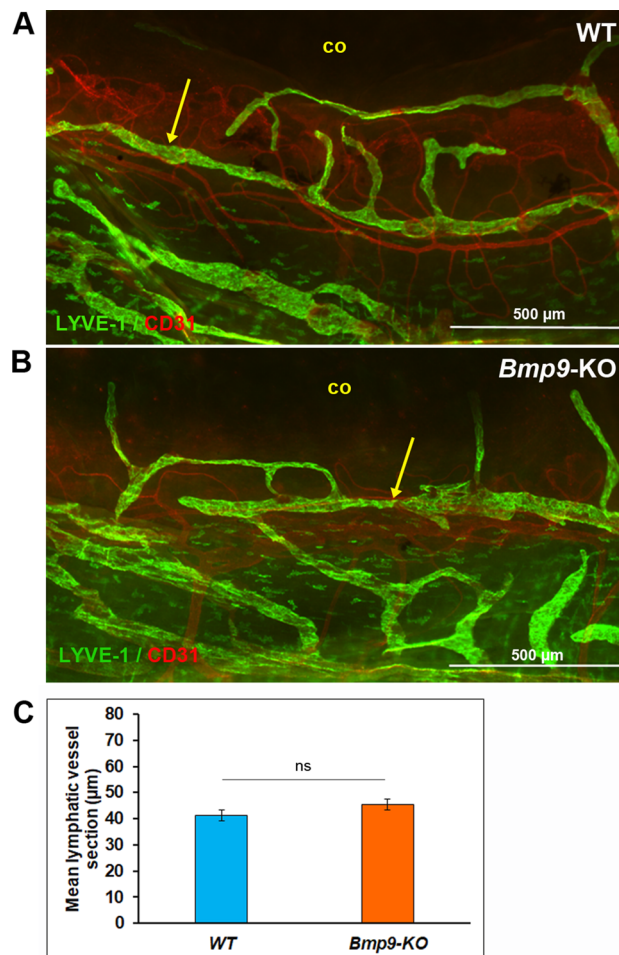 A
WT
co
LYVE-1 / CD31
500 µm
B
Bmp9-KO
co
LYVE-1 / CD31
500 µm
C
80
70
60
50
40
30
20
10
0
Mean lymphatic vessel
section (µm)
ns
WT
Bmp9-KO